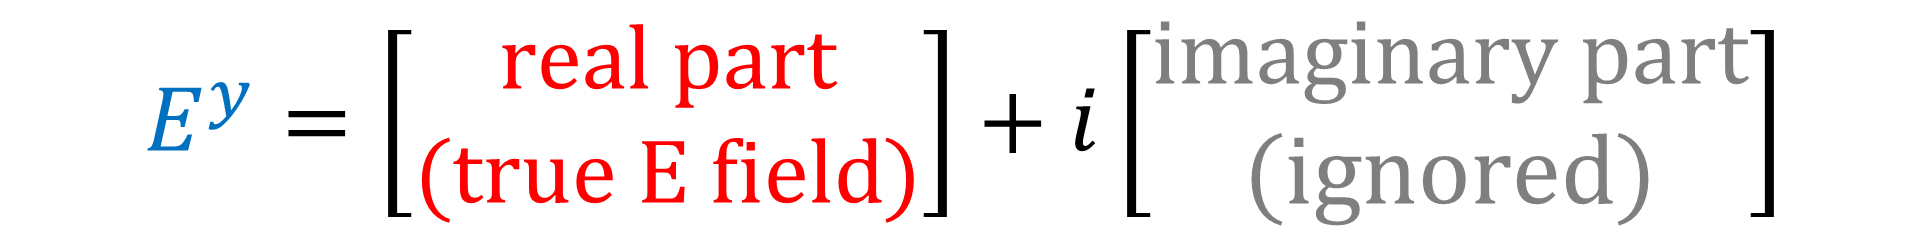 E^y = [real part (true E field)] + i [imaginary part (ignored)]